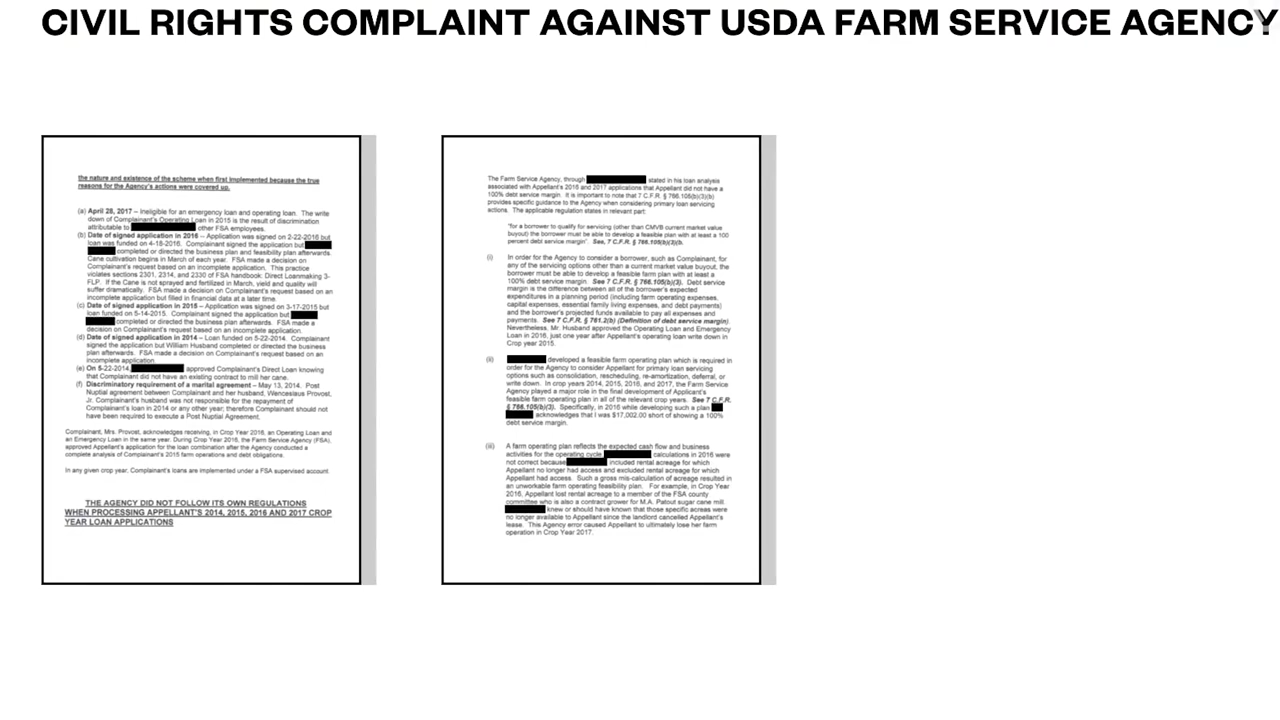 CIVIL RIGHTS COMPLAINT AGAINST USDA FARM SERVICE AGENCY
the nature and existence of the scheme when first implemented because the true
reasons for the Agency's actions were covered up.
(a) April 28, 2017 – Ineligible for an emergency loan and operating loan. The write
down of Complainant's Operating Loan in 2015 is the result of discrimination
attributable to other FSA employees.
(b) Date of signed application in 2016 – Application was signed on 2-22-2016 but
loan was funded on 4-18-2016. Complainant signed the application but
completed or directed the business plan and feasibility plan afterwards.
Cane cultivation begins in March of each year. FSA made a decision on
Complainant's request based on an incomplete application. This practice
violates sections 2301, 2314, and 2330 of FSA handbook: Direct Loanmaking 3-
FLP. If the Cane is not sprayed and fertilized in March, yield and quality will
suffer dramatically. FSA made a decision on Complainant's request based on an
incomplete application but filled in financial data at a later time.
(c) Date of signed application in 2015 – Application was signed on 3-17-2015 but
loan funded on 5-14-2015. Complainant signed the application but
completed or directed the business plan afterwards. FSA made a
decision on Complainant's request based on an incomplete application.
(d) Date of signed application in 2014 – Loan funded on 5-22-2014. Complainant
signed the application but William Husband completed or directed the business
plan afterwards. FSA made a decision on Complainant's request based on an
incomplete application.
(e) On 5-22-2014, approved Complainant's Direct Loan knowing
that Complainant did not have an existing contract to mill her cane.
(f) Discriminatory requirement of a marital agreement – May 13, 2014. Post
Nuptial agreement between Complainant and her husband, Wenceslaus Provost,
Jr. Complainant's husband was not responsible for the repayment of
Complainant's loan in 2014 or any other year; therefore Complainant should not
have been required to execute a Post Nuptial Agreement.
Complainant, Mrs. Provost, acknowledges receiving, in Crop Year 2016, an Operating Loan and
an Emergency Loan in the same year. During Crop Year 2016, the Farm Service Agency (FSA),
approved Appellant's application for the loan combination after the Agency conducted a
complete analysis of Complainant's 2015 farm operations and debt obligations.
In any given crop year, Complainant's loans are implemented under a FSA supervised account
THE AGENCY DID NOT FOLLOW ITS OWN REGULATIONS
WHEN PROCESSING APPELLANT'S 2014, 2015, 2016 AND 2017 CROP
YEAR LOAN APPLICATIONS
The Farm Service Agency, through stated in his loan analysis
associated with Appellant's 2016 and 2017 applications that Appellant did not have a
100% debt service margin. It is important to note that 7 C.F.R. § 766.105(b)(3)(b)
provides specific guidance to the Agency when considering primary loan servicing
actions. The applicable regulation states in relevant part:
"for a borrower to qualify for servicing (other than CMVB current market value
buyout) the borrower must be able to develop a feasible plan with at least a 100
percent debt service margin". See, 7 C.F.R. § 766.105(b)(3)(b.
(i) In order for the Agency to consider a borrower, such as Complainant, for
any of the servicing options other than a current market value buyout, the
borrower must be able to develop a feasible farm plan with at least a
100% debt service margin. See 7 C.F.R. § 766.105(b)(3). Debt service
margin is the difference between all of the borrower's expected
expenditures in a planning period (including farm operating expenses,
capital expenses, essential family living expenses, and debt payments)
and the borrower's projected funds available to pay all expenses and
payments. See 7 C.F.R. § 761.2(b) (Definition of debt service margin)
Nevertheless, Mr. Husband approved the Operating Loan and Emergency
Loan in 2016, just one year after Appellant's operating loan write down in
Crop year 2015.
(ii) developed a feasible farm operating plan which is required in
order for the Agency to consider Appellant for primary loan servicing
options such as consolidation, rescheduling, re-amortization, deferral, or
write down. In crop years 2014, 2015, 2016, and 2017, the Farm Service
Agency played a major role in the final development of Applicant's
feasible farm operating plan in all of the relevant crop years. See 7 C.F.R.
§ 766.105(b)(3). Specifically, in 2016 while developing such a plan
acknowledges that I was $17,002.00 short of showing a 100%
debt service margin.
(iii) A farm operating plan reflects the expected cash flow and business
activities for the operating cycle. calculations in 2016 were
not correct because included rental acreage for which
Appellant no longer had access and excluded rental acreage for which
Appellant had access. Such a gross mis-calculation of acreage resulted in
an unworkable farm operating feasibility plan. For example, in Crop Year
2016, Appellant lost rental acreage to a member of the FSA county
committee who is also a contract grower for M.A. Patout sugar cane mill.
knew or should have known that those specific acreas were
no longer available to Appellant since the landlord cancelled Appellant's
lease. This Agency error caused Appellant to ultimately lose her farm
operation in Crop Year 2017.